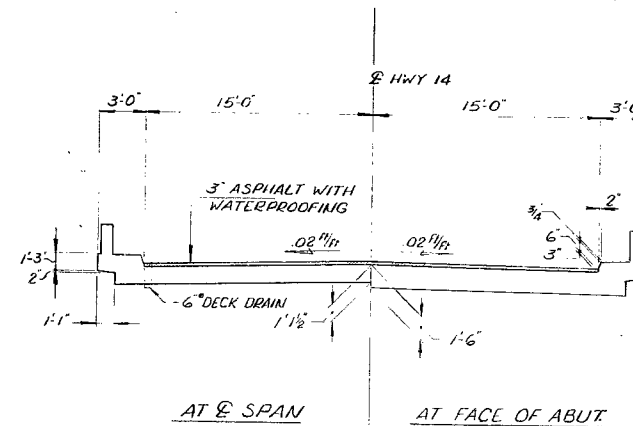 ℄ HWY 14
3'-0" 15'-0" 15'-0" 3'-0
3" ASPHALT WITH
WATERPROOFING
2"
3/4"
6"
3"
.02 Ft/Ft .02 Ft/Ft
1'-3"
2"
6"ø DECK DRAIN
1'-1"
1' 1½"
1'-6"
AT ℄ SPAN AT FACE OF ABUT.